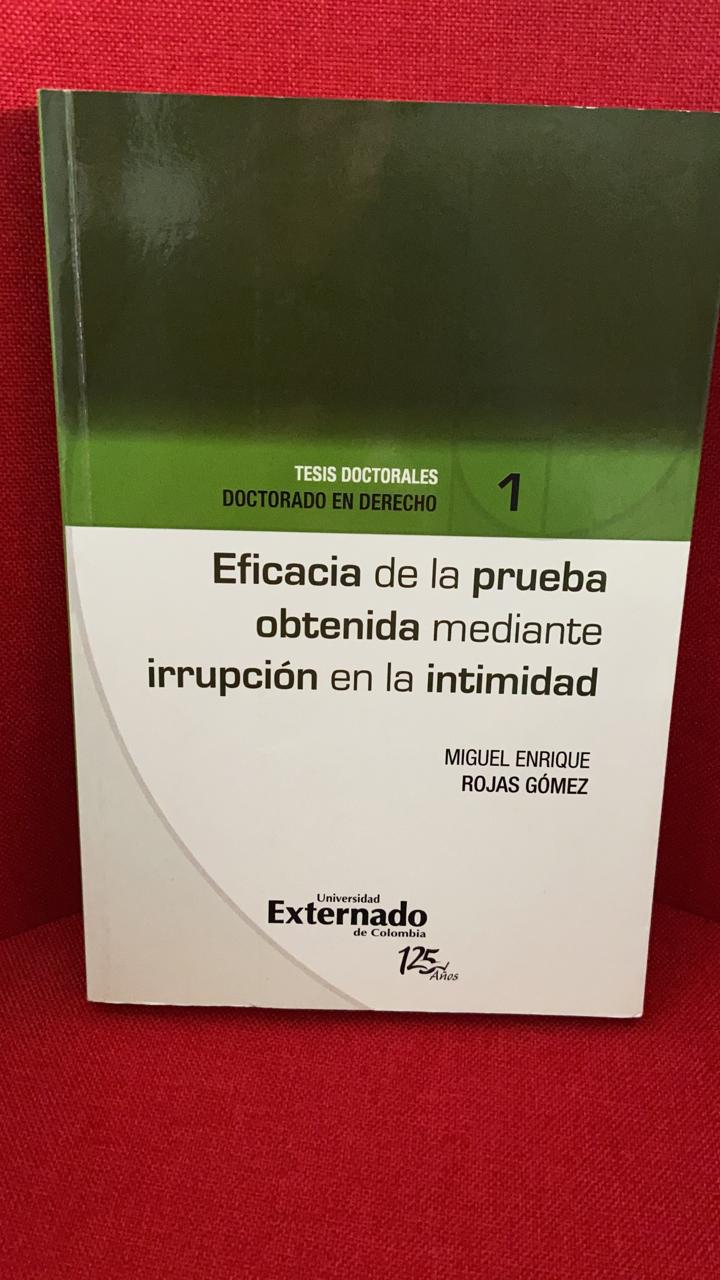 TESIS DOCTORALES
DOCTORADO EN DERECHO
1
Eficacia de la prueba
obtenida mediante
irrupción en la intimidad
MIGUEL ENRIQUE
ROJAS GÓMEZ
Universidad
Externado
de Colombia
125
Años